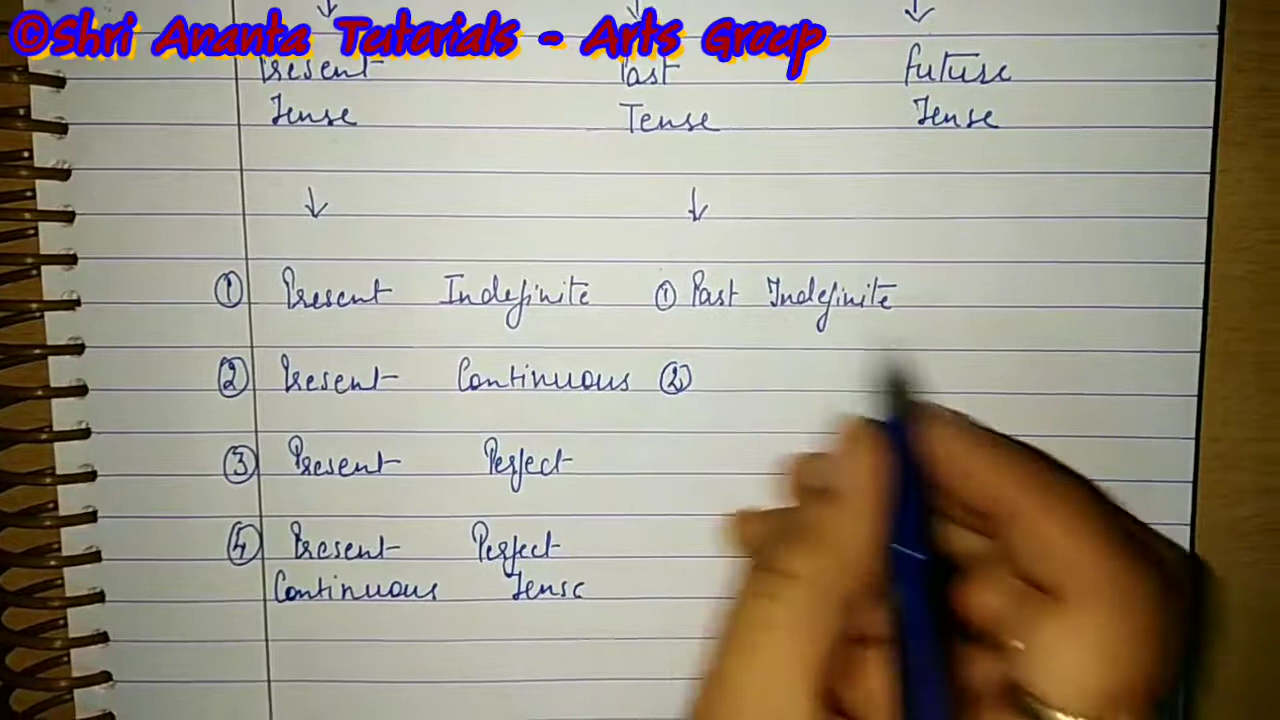 ©Shri Ananta Tutorials - Arts Group
Present Past Future
Tense Tense Tense
① Present Indefinite ① Past Indefinite
② Present Continuous ②
③ Present Perfect
④ Present Perfect
Continuous Tense